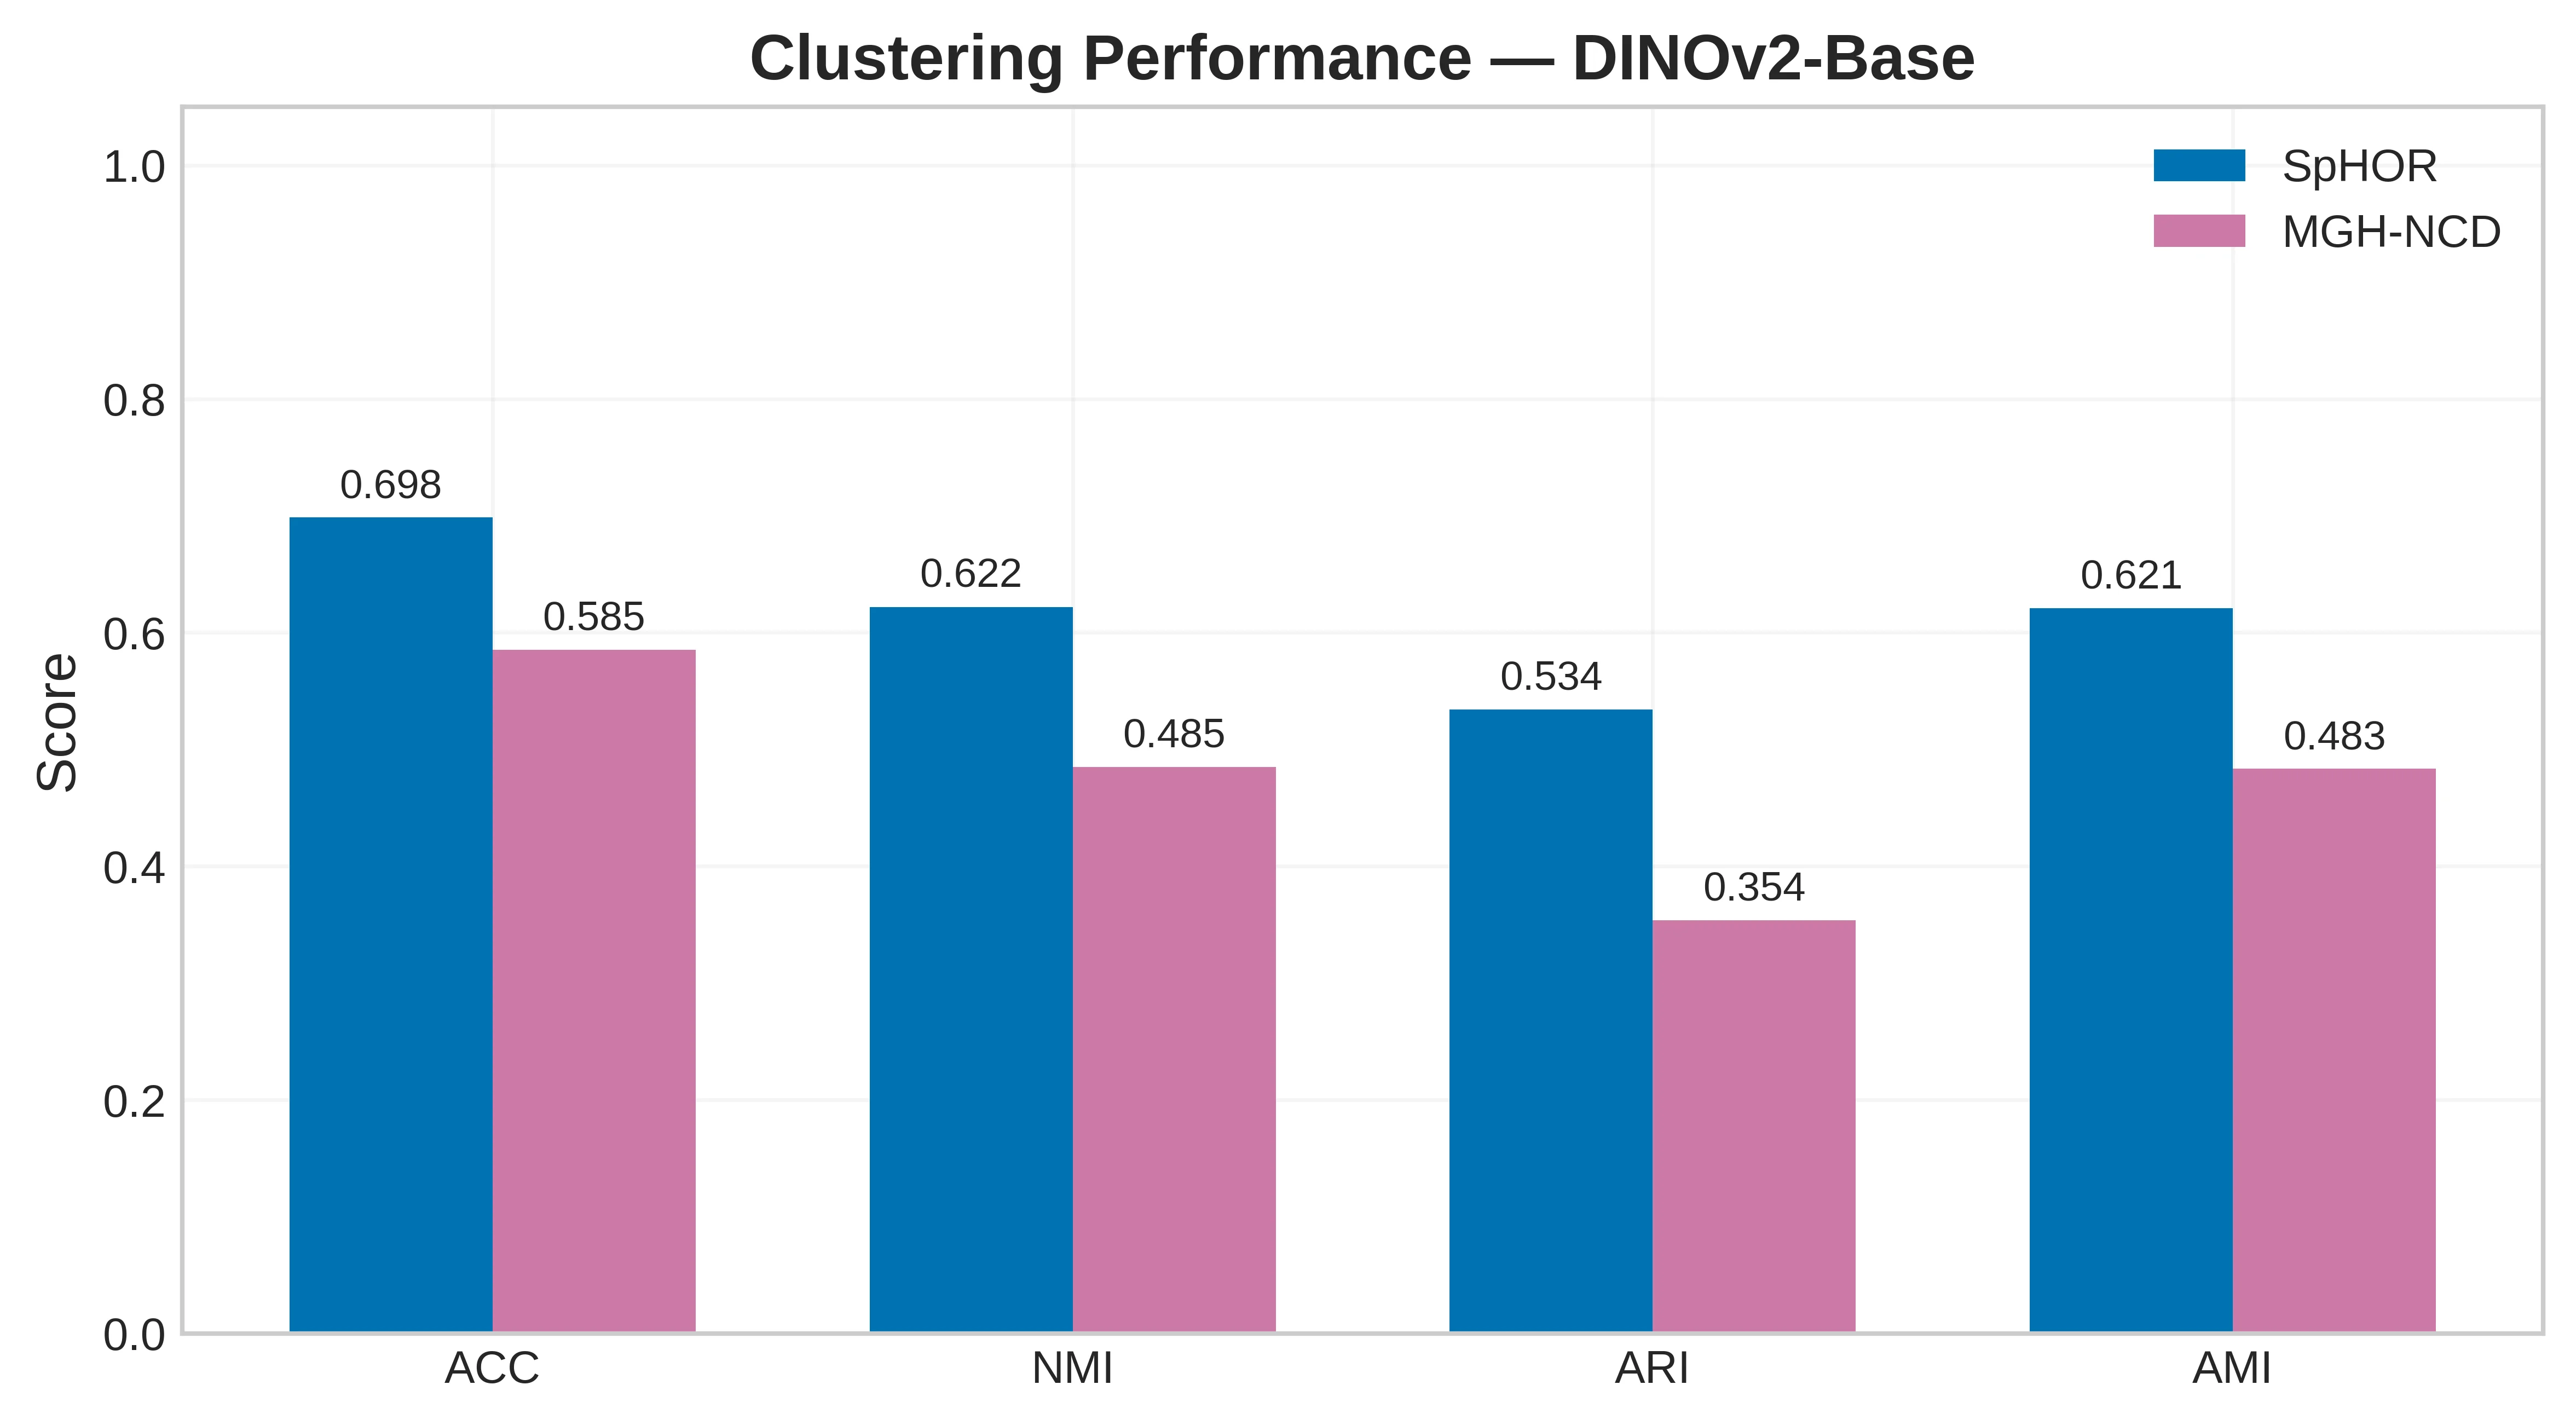 Clustering Performance — DINOv2-Base
SpHOR
MGH-NCD
Score
1.0
0.8
0.6
0.4
0.2
0.0
0.698
0.585
0.622
0.485
0.534
0.354
0.621
0.483
ACC
NMI
ARI
AMI